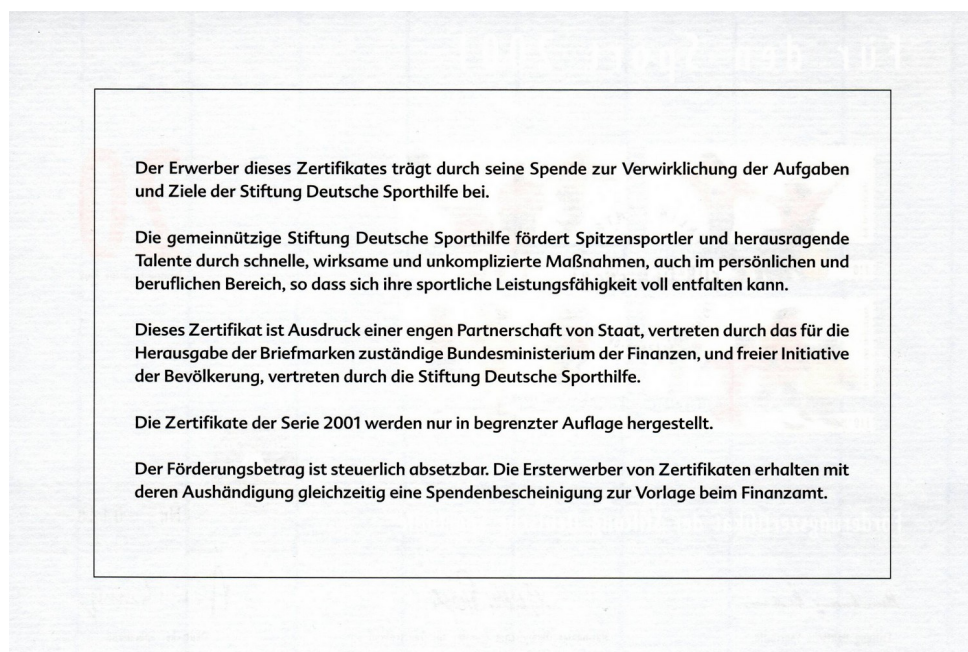 Der Erwerber dieses Zertifikates trägt durch seine Spende zur Verwirklichung der Aufgaben
und Ziele der Stiftung Deutsche Sporthilfe bei.
Die gemeinnützige Stiftung Deutsche Sporthilfe fördert Spitzensportler und herausragende
Talente durch schnelle, wirksame und unkomplizierte Maßnahmen, auch im persönlichen und
beruflichen Bereich, so dass sich ihre sportliche Leistungsfähigkeit voll entfalten kann.
Dieses Zertifikat ist Ausdruck einer engen Partnerschaft von Staat, vertreten durch das für die
Herausgabe der Briefmarken zuständige Bundesministerium der Finanzen, und freier Initiative
der Bevölkerung, vertreten durch die Stiftung Deutsche Sporthilfe.
Die Zertifikate der Serie 2001 werden nur in begrenzter Auflage hergestellt.
Der Förderungsbetrag ist steuerlich absetzbar. Die Ersterwerber von Zertifikaten erhalten mit
deren Aushändigung gleichzeitig eine Spendenbescheinigung zur Vorlage beim Finanzamt.